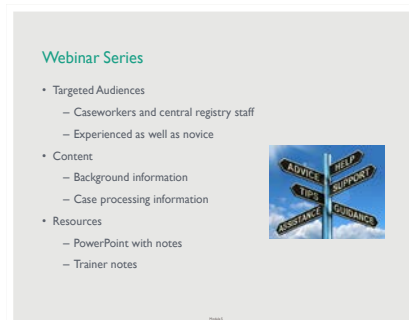 Webinar Series
• Targeted Audiences
– Caseworkers and central registry staff
– Experienced as well as novice
• Content
– Background information
– Case processing information
• Resources
– PowerPoint with notes
– Trainer notes
HELP
ADVICE
SUPPORT
TIPS
GUIDANCE
ASSISTANCE